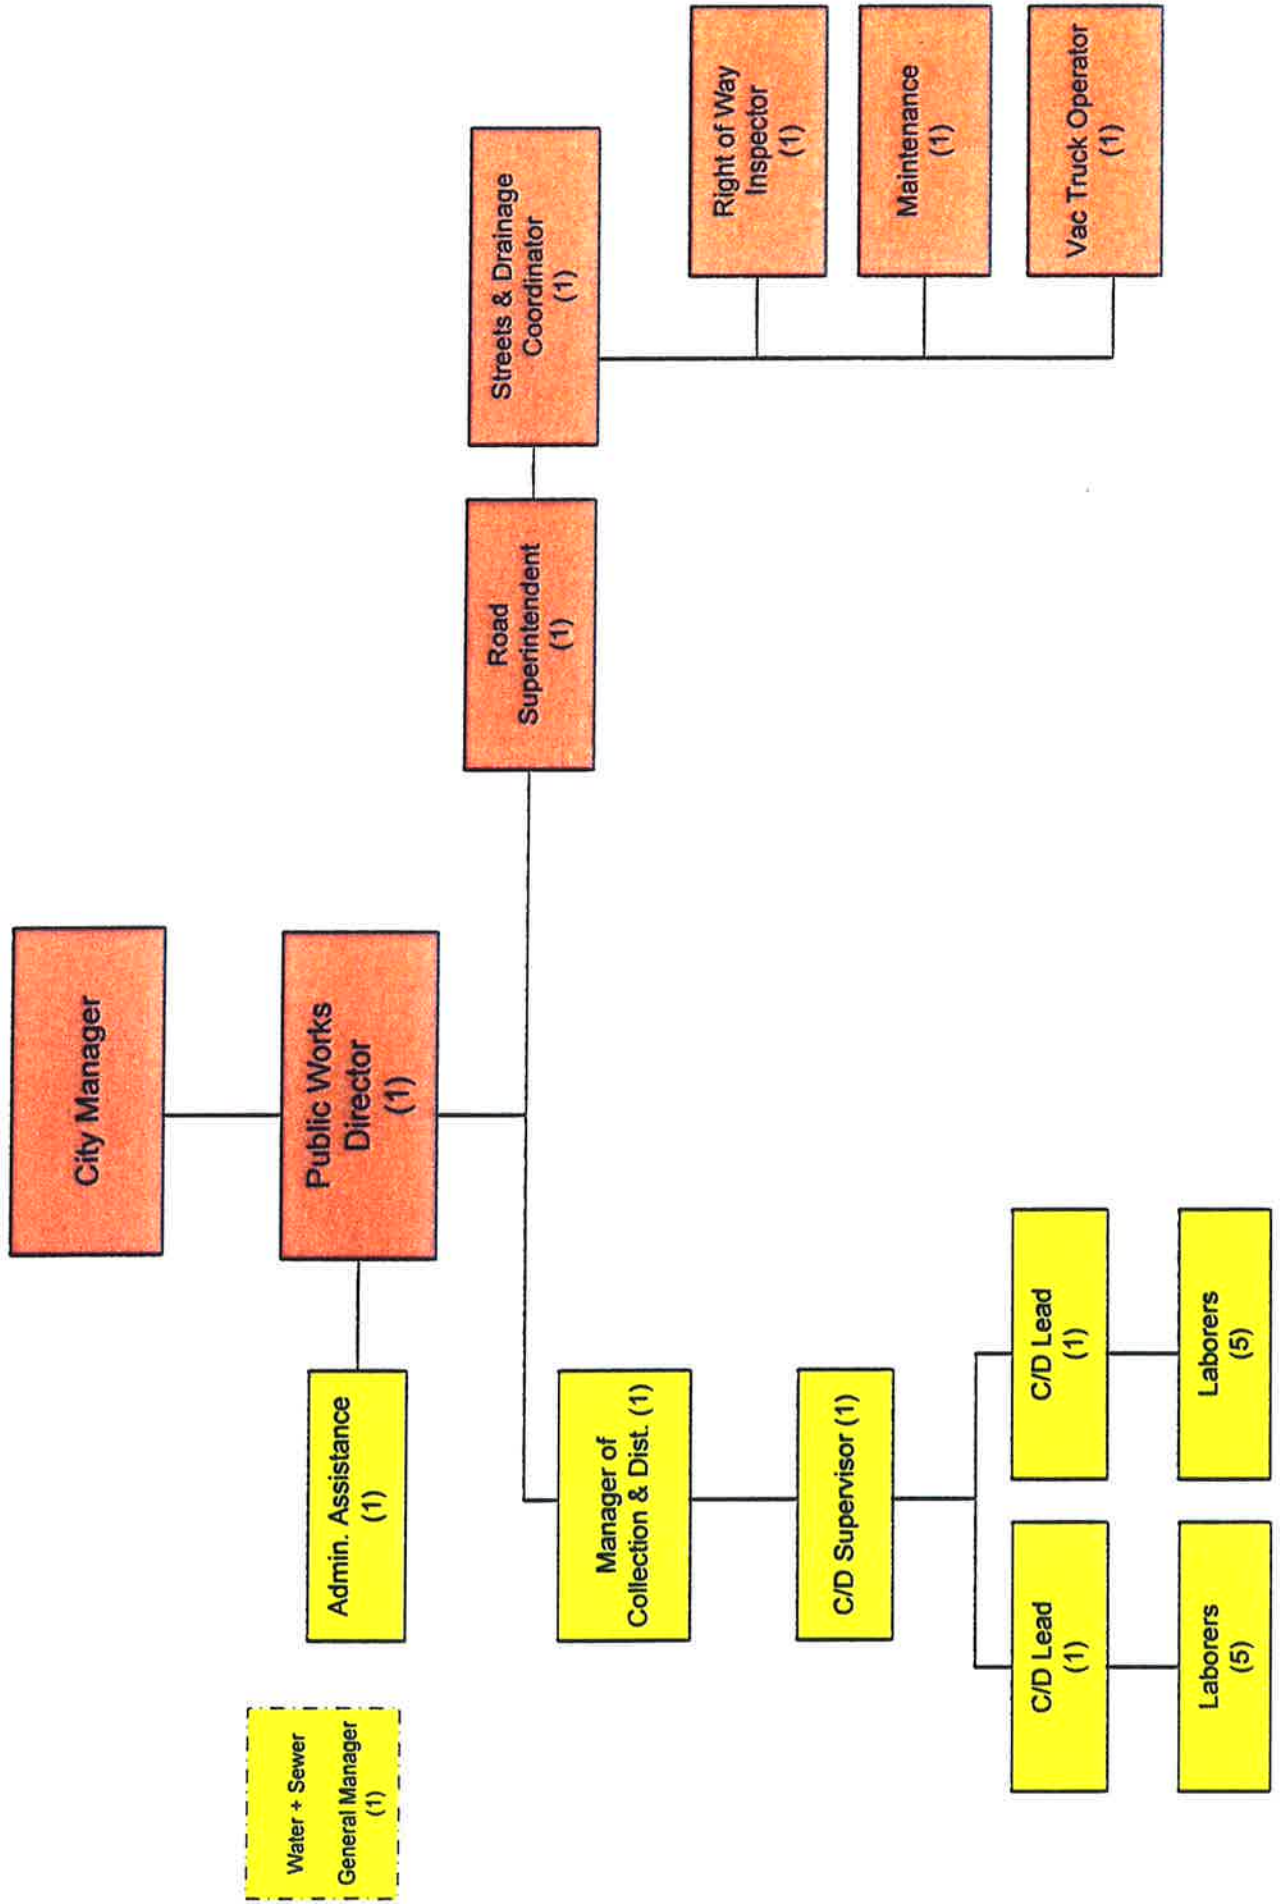 City Manager
Public Works
Director
(1)
Water + Sewer
General Manager
(1)
Admin. Assistance
(1)
Manager of
Collection & Dist. (1)
C/D Supervisor (1)
C/D Lead
(1)
Laborers
(5)
C/D Lead
(1)
Laborers
(5)
Road
Superintendent
(1)
Streets & Drainage
Coordinator
(1)
Right of Way
Inspector
(1)
Maintenance
(1)
Vac Truck Operator
(1)